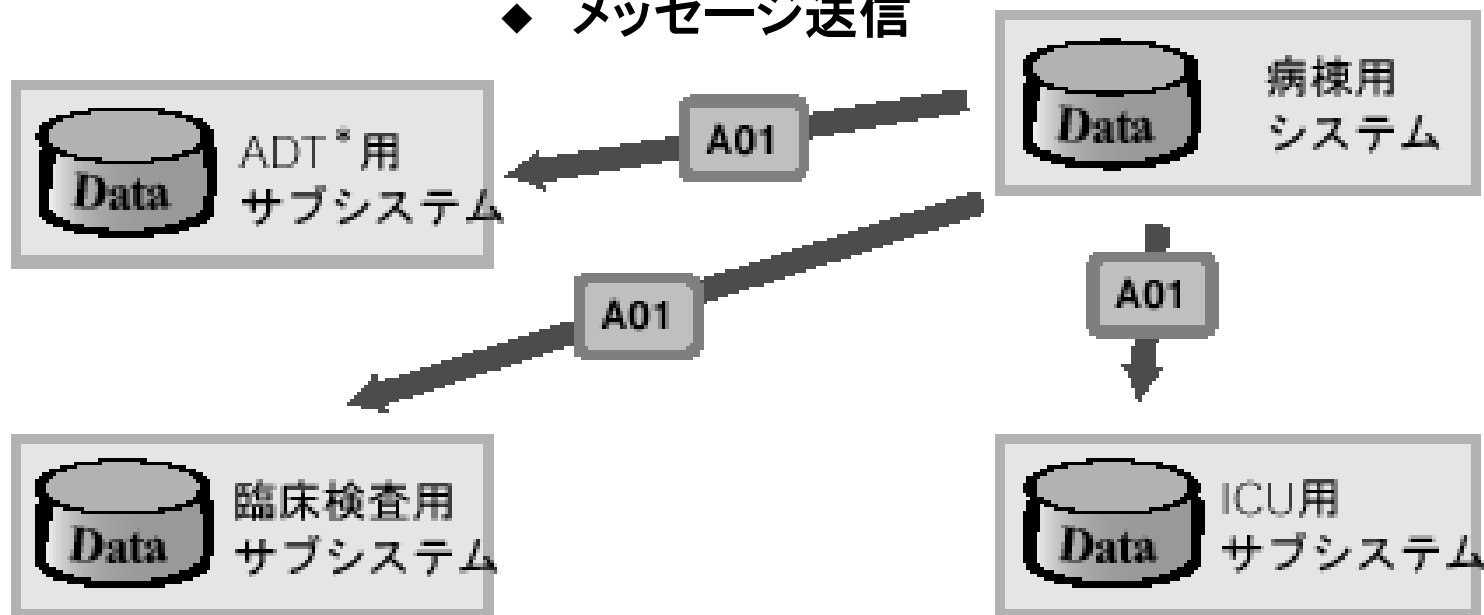 ◆ メッセージ送信
Data
ADT*用
サブシステム
A01
Data
病棟用
システム
A01
A01
Data
臨床検査用
サブシステム
Data
ICU用
サブシステム